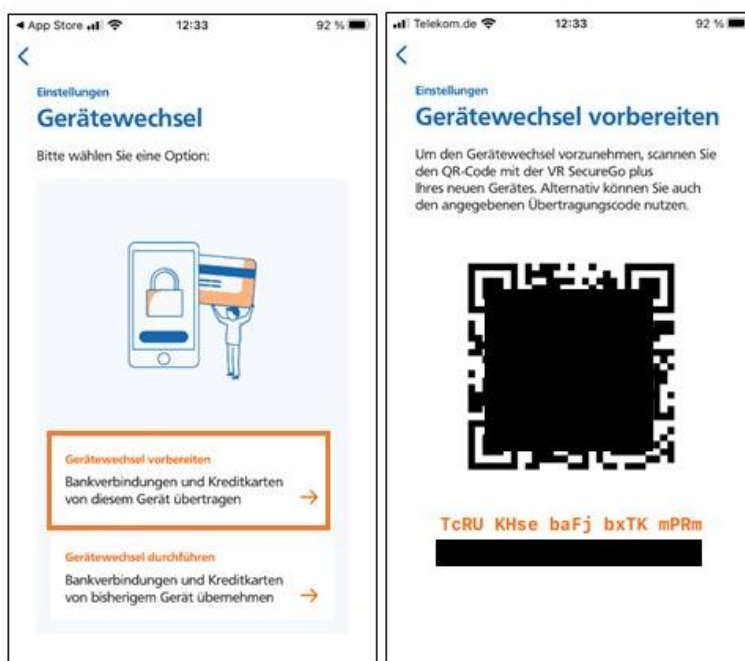 App Store
12:33
92 %
Einstellungen
Gerätewechsel
Bitte wählen Sie eine Option:
Gerätewechsel vorbereiten
Bankverbindungen und Kreditkarten
von diesem Gerät übertragen
Gerätewechsel durchführen
Bankverbindungen und Kreditkarten
von bisherigem Gerät übernehmen
Telekom.de
12:33
92 %
Einstellungen
Gerätewechsel vorbereiten
Um den Gerätewechsel vorzunehmen, scannen Sie
den QR-Code mit der VR SecureGo plus
Ihres neuen Gerätes. Alternativ können Sie auch
den angegebenen Übertragungscode nutzen.
TcRU KHse baFj bxTK mPRm